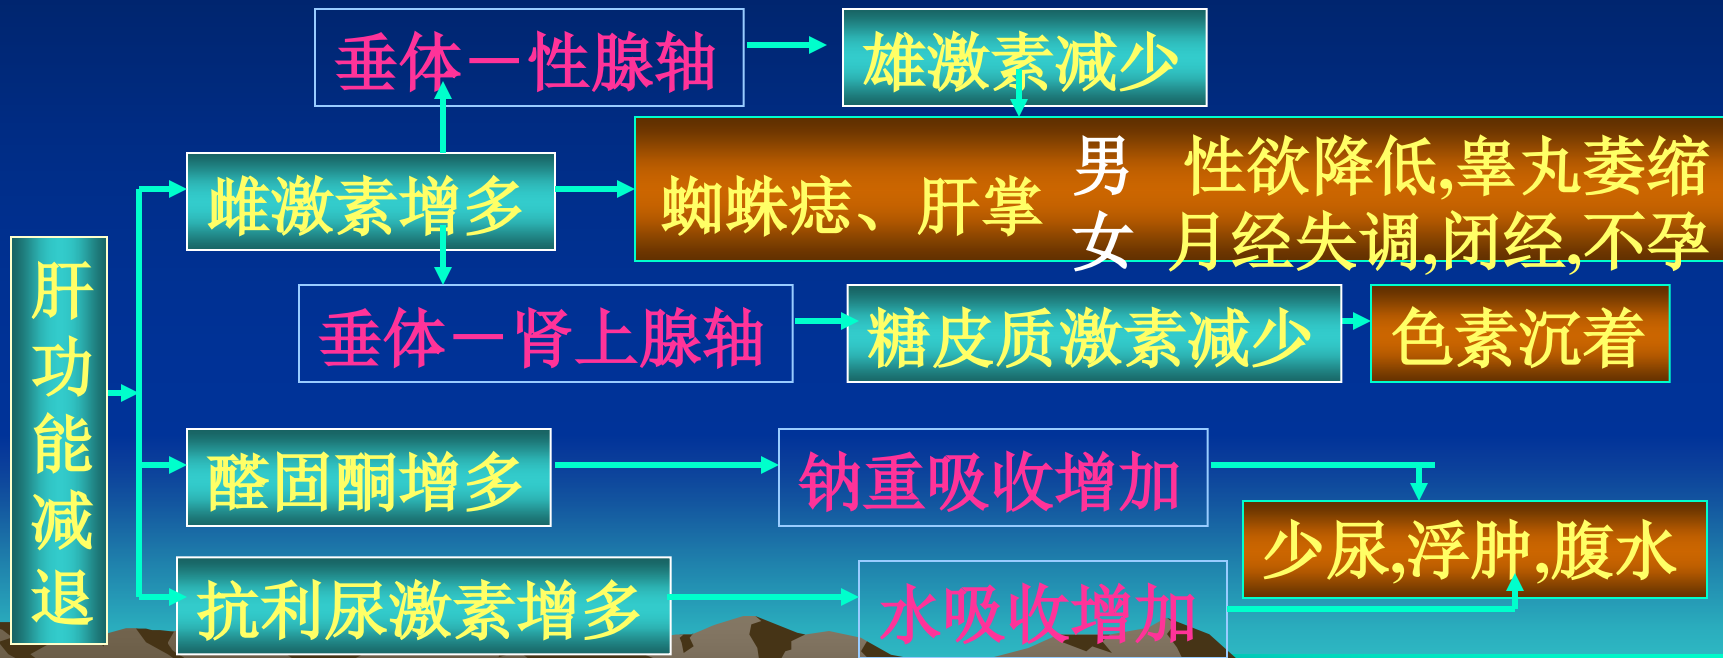 垂体－性腺轴
雄激素减少
雌激素增多
蜘蛛痣、肝掌
男 性欲降低,睾丸萎缩
女 月经失调,闭经,不孕
肝功能减退
垂体－肾上腺轴
糖皮质激素减少
色素沉着
醛固酮增多
钠重吸收增加
少尿,浮肿,腹水
抗利尿激素增多
水吸收增加